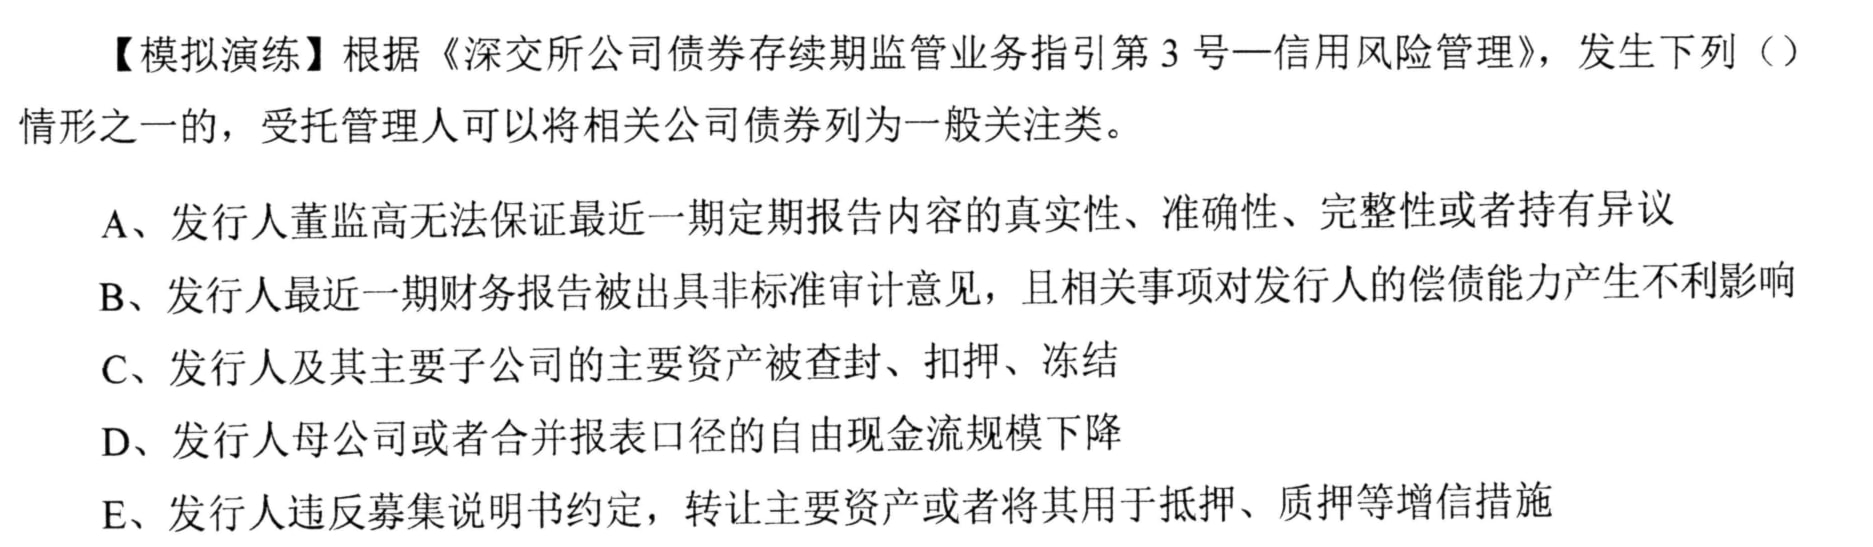 【模拟演练】根据《深交所公司债券存续期监管业务指引第 3 号—信用风险管理》，发生下列（）
情形之一的，受托管理人可以将相关公司债券列为一般关注类。
A、发行人董监高无法保证最近一期定期报告内容的真实性、准确性、完整性或者持有异议
B、发行人最近一期财务报告被出具非标准审计意见，且相关事项对发行人的偿债能力产生不利影响
C、发行人及其主要子公司的主要资产被查封、扣押、冻结
D、发行人母公司或者合并报表口径的自由现金流规模下降
E、发行人违反募集说明书约定，转让主要资产或者将其用于抵押、质押等增信措施